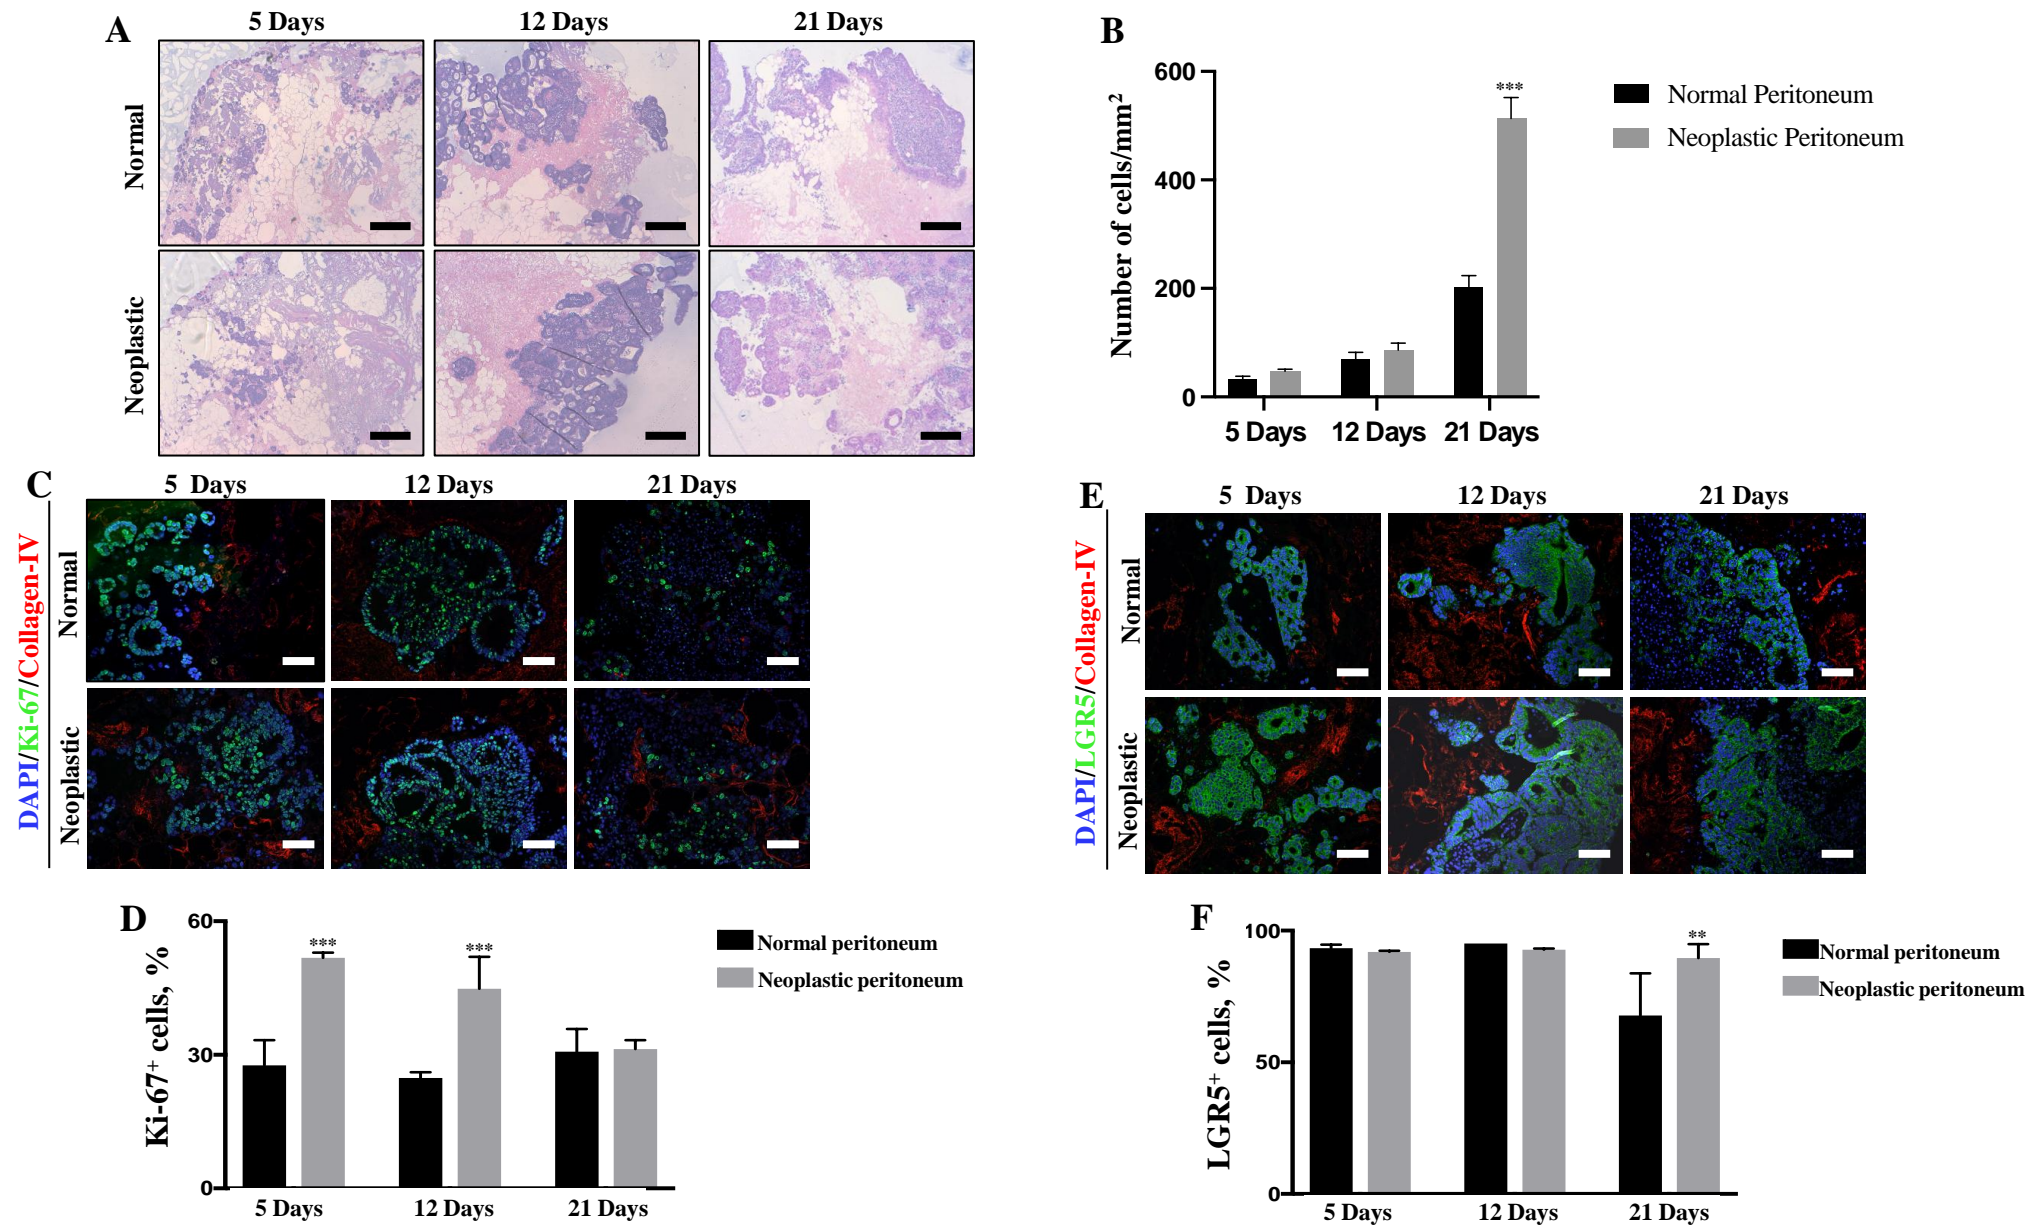 A
5 Days
12 Days
21 Days
Normal
Neoplastic
B
Number of cells/mm²
600
400
200
0
***
5 Days
12 Days
21 Days
Normal Peritoneum
Neoplastic Peritoneum
C
5 Days
12 Days
21 Days
DAPI/Ki-67/Collagen-IV
Normal
Neoplastic
E
5 Days
12 Days
21 Days
DAPI/LGR5/Collagen-IV
Normal
Neoplastic
D
Ki-67⁺ cells, %
60
30
0
***
***
5 Days
12 Days
21 Days
Normal peritoneum
Neoplastic peritoneum
F
LGR5⁺ cells, %
100
50
0
**
5 Days
12 Days
21 Days
Normal peritoneum
Neoplastic peritoneum